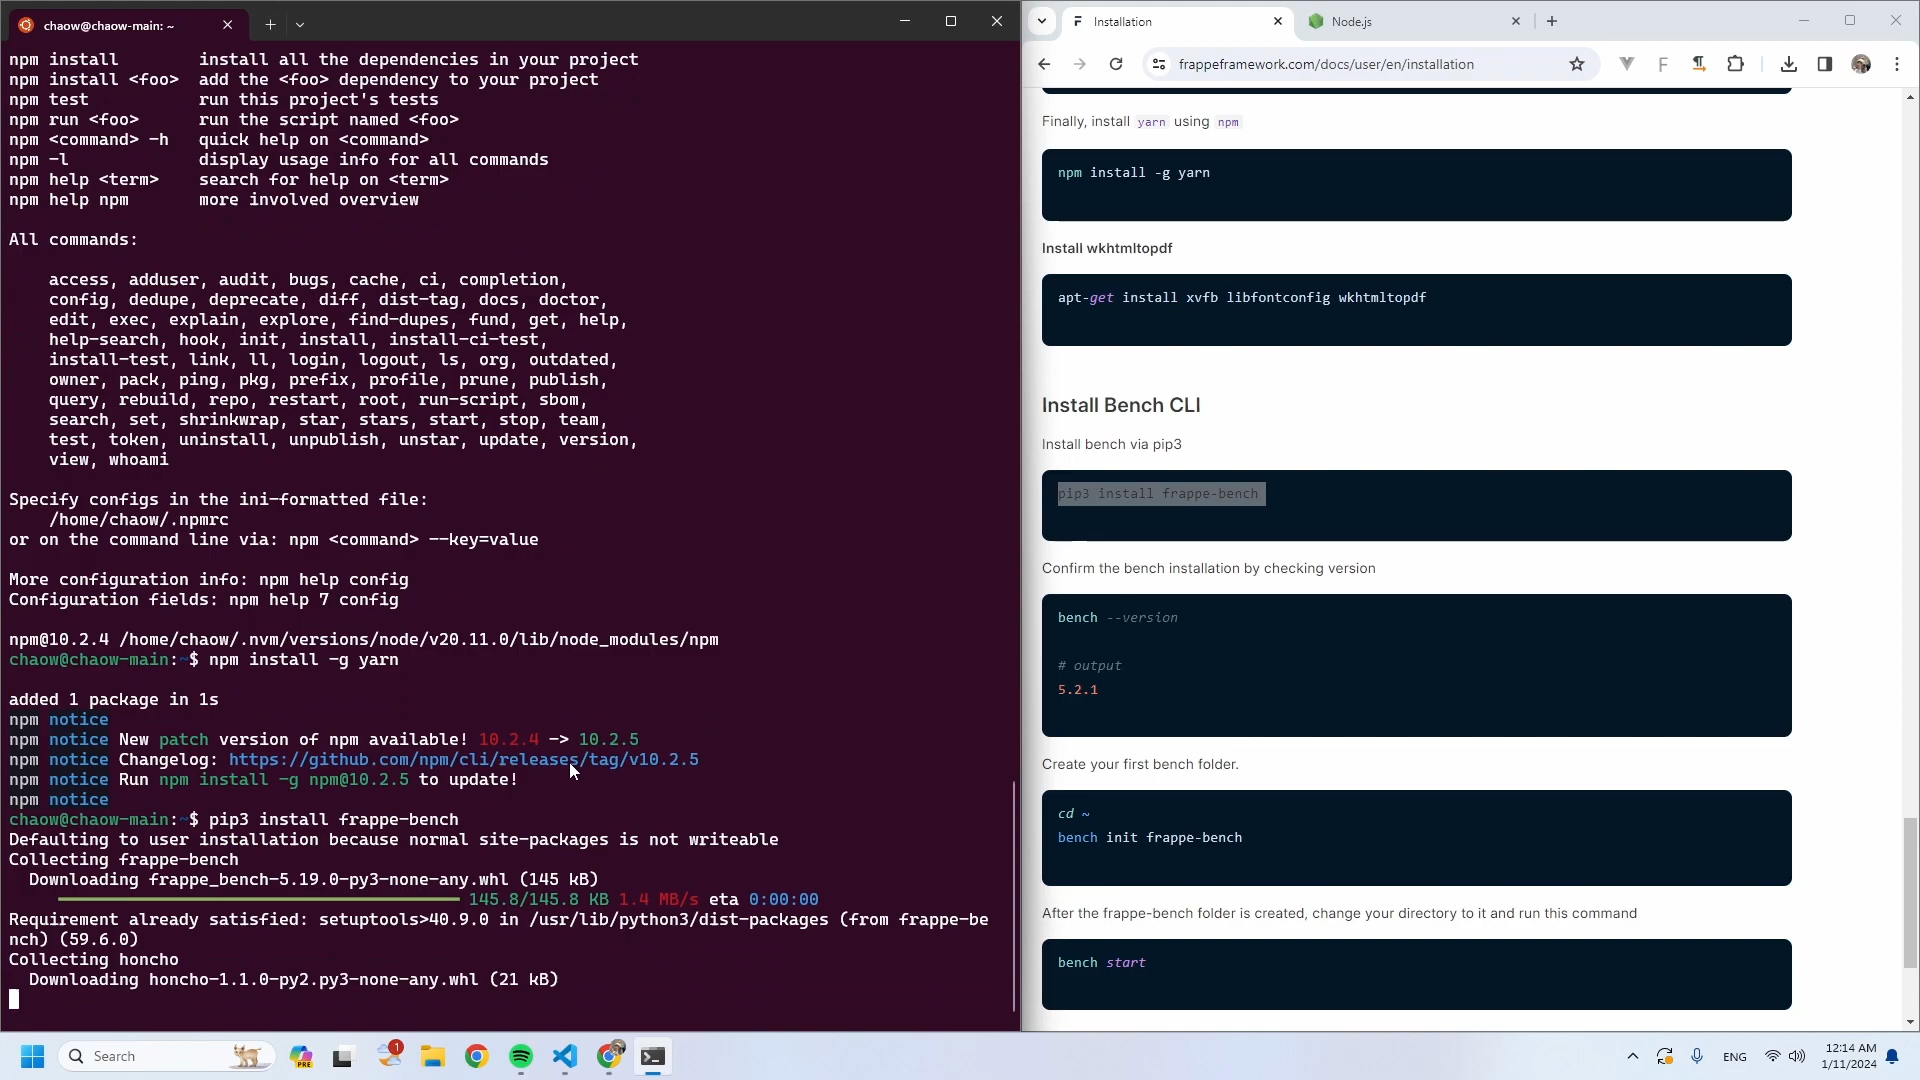 chaow@chaow-main: ~
npm install        install all the dependencies in your project
npm install <foo>  add the <foo> dependency to your project
npm test           run this project's tests
npm run <foo>      run the script named <foo>
npm <command> -h   quick help on <command>
npm -l             display usage info for all commands
npm help <term>    search for help on <term>
npm help npm       more involved overview
All commands:
access, adduser, audit, bugs, cache, ci, completion,
config, dedupe, deprecate, diff, dist-tag, docs, doctor,
edit, exec, explain, explore, find-dupes, fund, get, help,
help-search, hook, init, install, install-ci-test,
install-test, link, ll, login, logout, ls, org, outdated,
owner, pack, ping, pkg, prefix, profile, prune, publish,
query, rebuild, repo, restart, root, run-script, sbom,
search, set, shrinkwrap, star, stars, start, stop, team,
test, token, uninstall, unpublish, unstar, update, version,
view, whoami
Specify configs in the ini-formatted file:
/home/chaow/.npmrc
or on the command line via: npm <command> --key=value
More configuration info: npm help config
Configuration fields: npm help 7 config
npm@10.2.4 /home/chaow/.nvm/versions/node/v20.11.0/lib/node_modules/npm
chaow@chaow-main:~$ npm install -g yarn
added 1 package in 1s
npm notice
npm notice New patch version of npm available! 10.2.4 -> 10.2.5
npm notice Changelog: https://github.com/npm/cli/releases/tag/v10.2.5
npm notice Run npm install -g npm@10.2.5 to update!
npm notice
chaow@chaow-main:~$ pip3 install frappe-bench
Defaulting to user installation because normal site-packages is not writeable
Collecting frappe-bench
Downloading frappe_bench-5.19.0-py3-none-any.whl (145 kB)
145.8/145.8 KB 1.4 MB/s eta 0:00:00
Requirement already satisfied: setuptools>40.9.0 in /usr/lib/python3/dist-packages (from frappe-be
nch) (59.6.0)
Collecting honcho
Downloading honcho-1.1.0-py2.py3-none-any.whl (21 kB)
Installation
Node.js
frappeframework.com/docs/user/en/installation
Finally, install yarn using npm
npm install -g yarn
Install wkhtmltopdf
apt-get install xvfb libfontconfig wkhtmltopdf
Install Bench CLI
Install bench via pip3
pip3 install frappe-bench
Confirm the bench installation by checking version
bench --version
# output
5.2.1
Create your first bench folder.
cd ~
bench init frappe-bench
After the frappe-bench folder is created, change your directory to it and run this command
bench start
Search
PRE
1
ENG
12:14 AM
1/11/2024